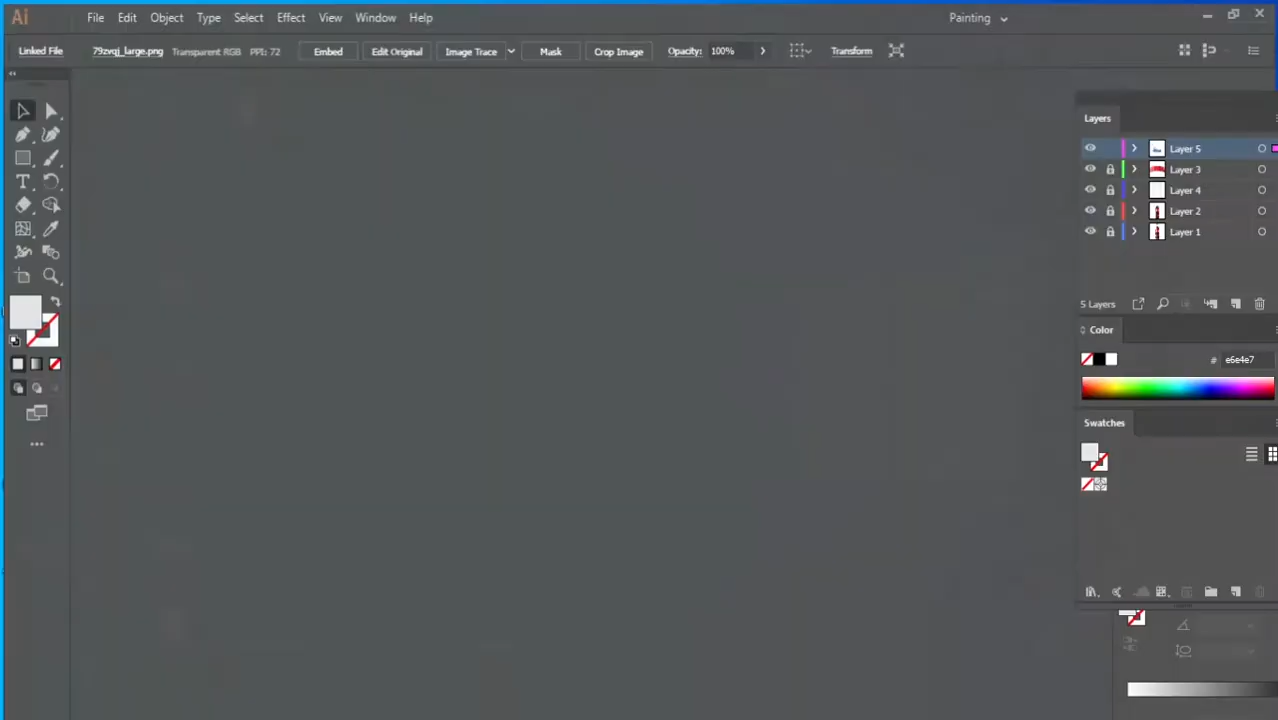 Ai File Edit Object Type Select Effect View Window Help Painting
Linked File 79zvqj_large.png Transparent RGB PPI: 72 Embed Edit Original Image Trace Mask Crop Image Opacity: 100% Transform
Layers
Layer 5
Layer 3
Layer 4
Layer 2
Layer 1
5 Layers
Color
# e6e4e7
Swatches